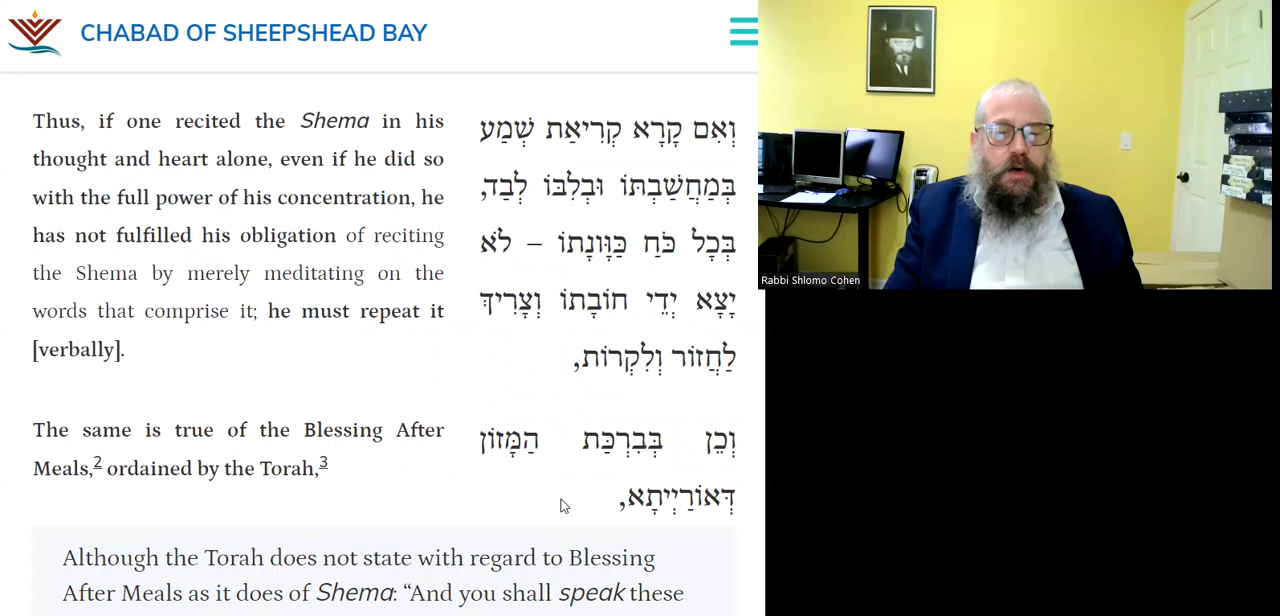 CHABAD OF SHEEPSHEAD BAY
Thus, if one recited the Shema in his
thought and heart alone, even if he did so
with the full power of his concentration, he
has not fulfilled his obligation of reciting
the Shema by merely meditating on the
words that comprise it; he must repeat it
[verbally].
וְאִם קָרָא קְרִיאַת שְׁמַע
בְּמַחֲשַׁבְתּוֹ וּבְלִבּוֹ לְבַד,
בְּכָל כֹּחַ כַּוָּונָתוֹ – לֹא
יָצָא יְדֵי חוֹבָתוֹ וְצָרִיךְ
לַחֲזוֹר וְלִקְרוֹת,
The same is true of the Blessing After
Meals,2 ordained by the Torah,3
וְכֵן בְּבִרְכַּת הַמָּזוֹן
דְּאוֹרַיְיתָא,
Although the Torah does not state with regard to Blessing
After Meals as it does of Shema: “And you shall speak these
Rabbi Shlomo Cohen